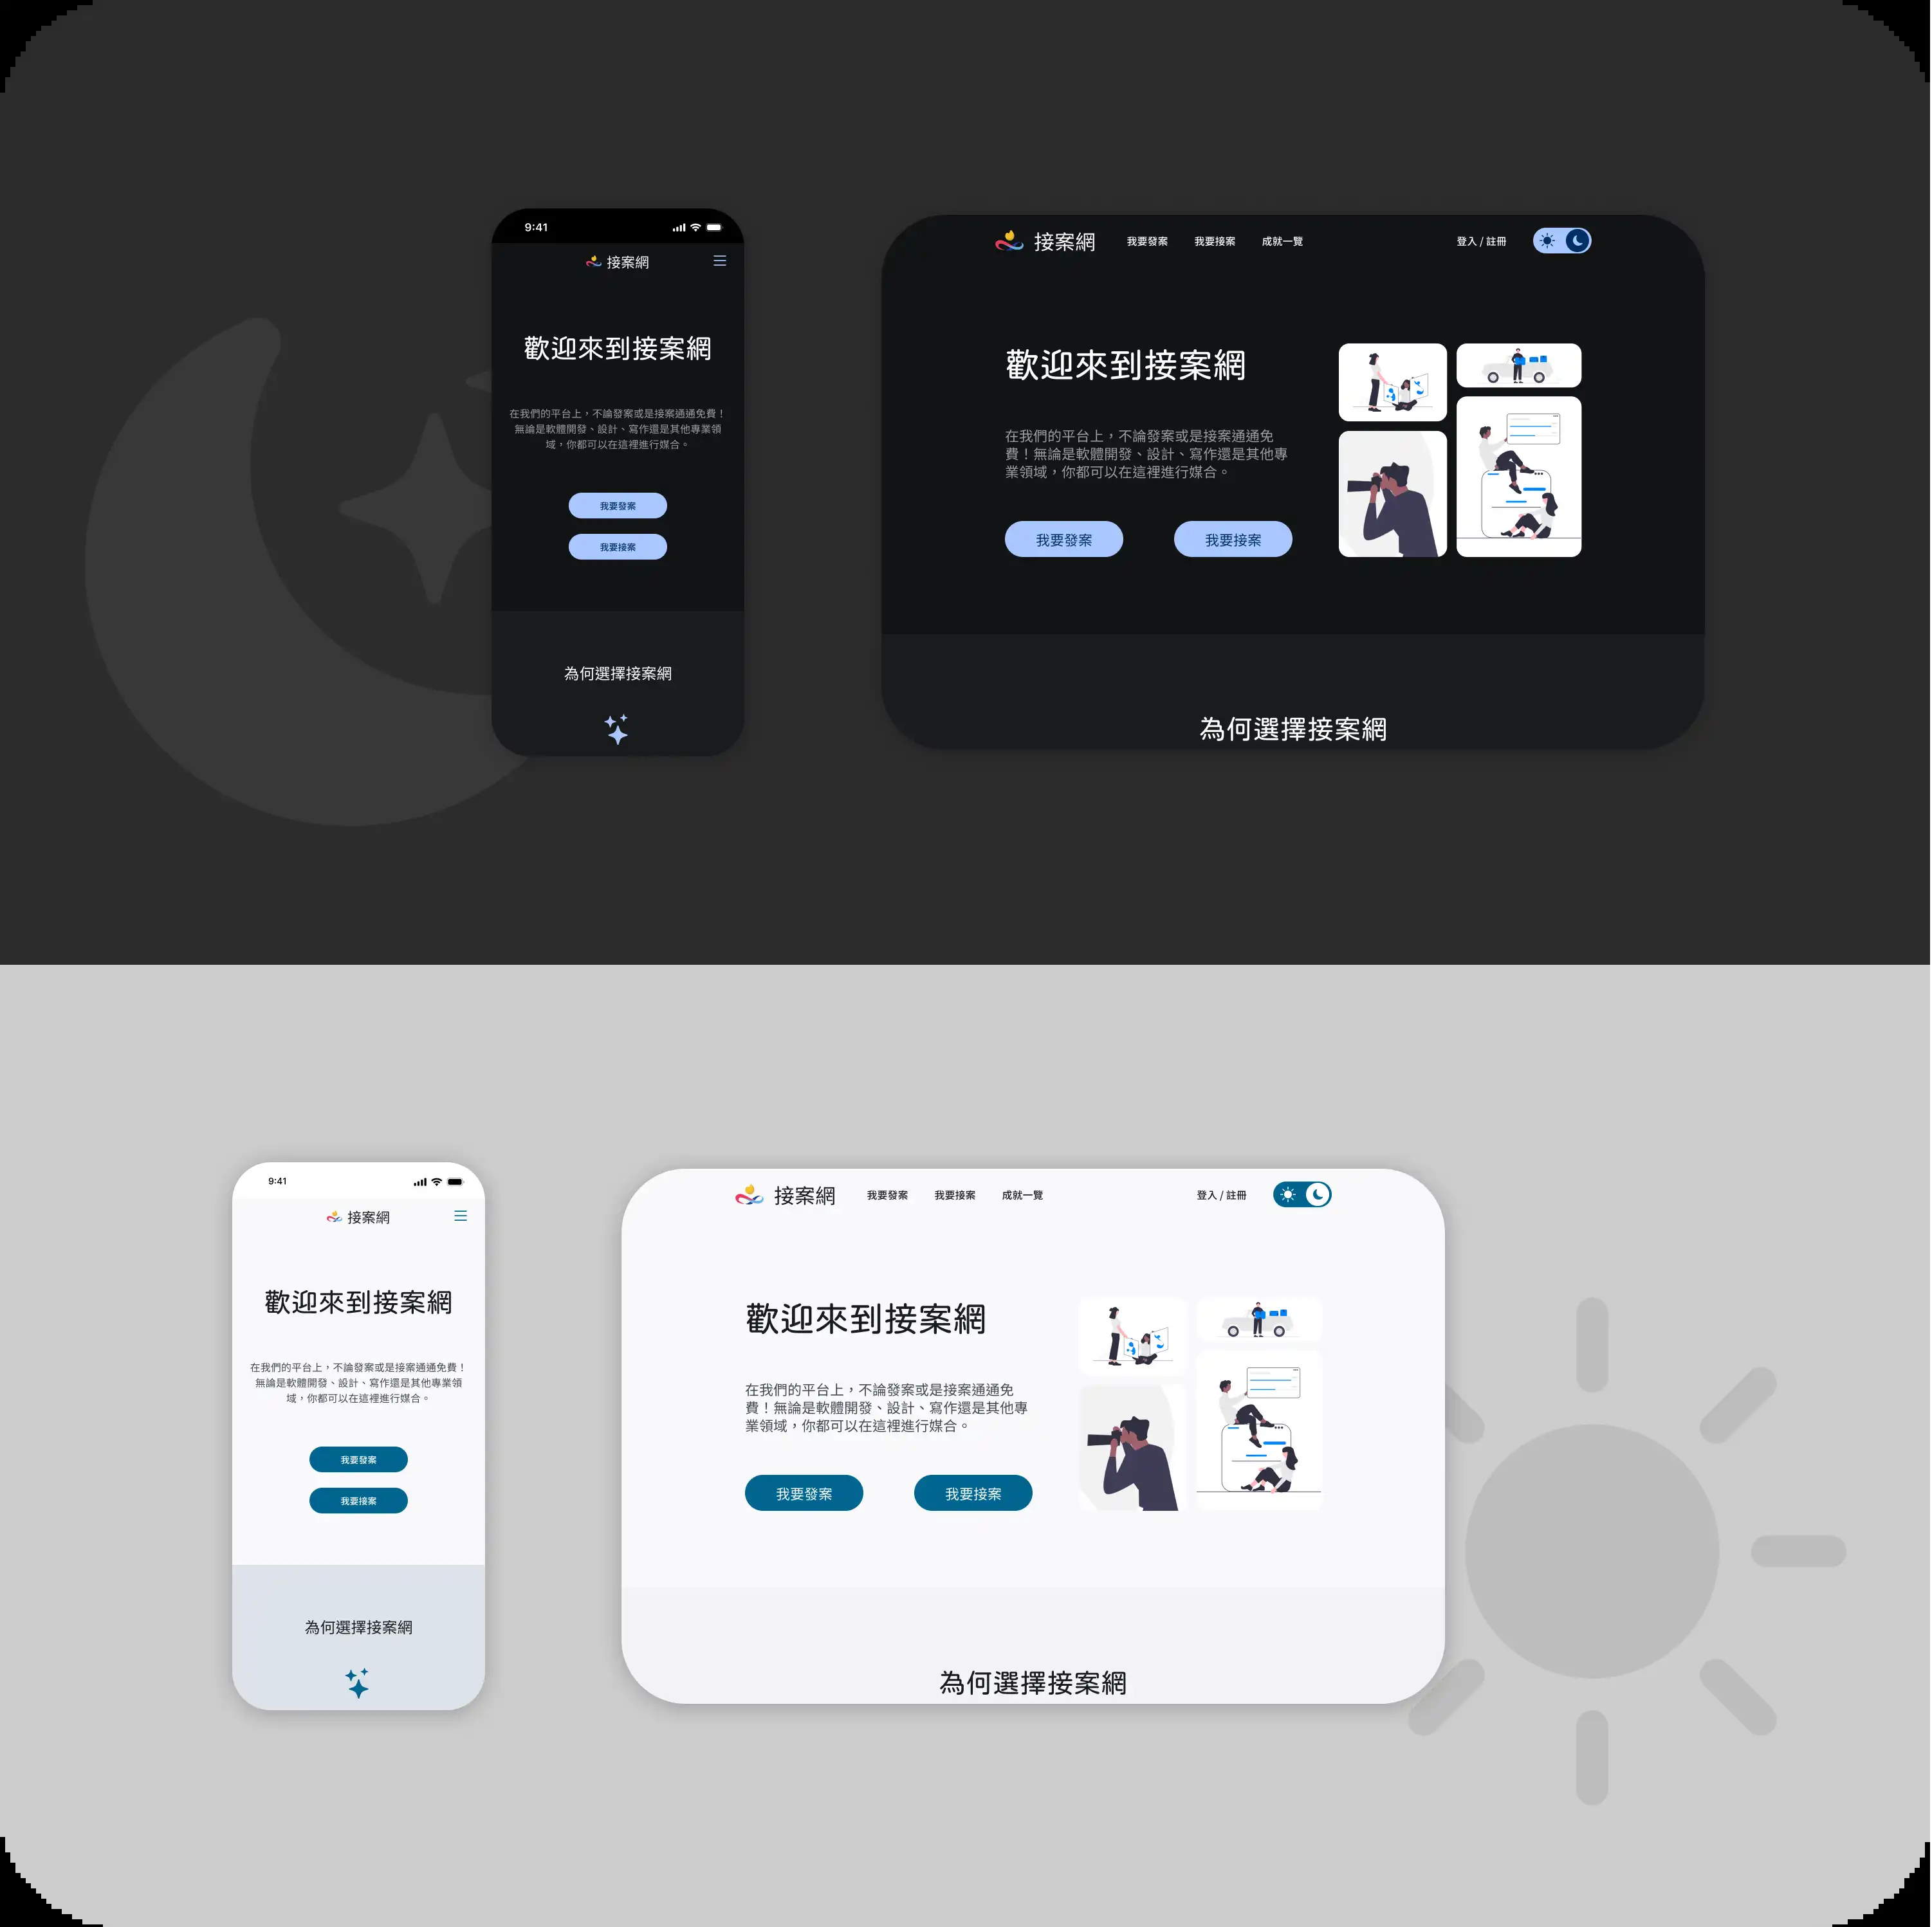 9:41
接案網
歡迎來到接案網
在我們的平台上，不論發案或是接案通通免費！
無論是軟體開發、設計、寫作還是其他專業領
域，你都可以在這裡進行媒合。
我要發案
我要接案
為何選擇接案網
接案網 我要發案 我要接案 成就一覽 登入 / 註冊
歡迎來到接案網
在我們的平台上，不論發案或是接案通通免
費！無論是軟體開發、設計、寫作還是其他專
業領域，你都可以在這裡進行媒合。
我要發案 我要接案
為何選擇接案網
9:41
接案網
歡迎來到接案網
在我們的平台上，不論發案或是接案通通免費！
無論是軟體開發、設計、寫作還是其他專業領
域，你都可以在這裡進行媒合。
我要發案
我要接案
為何選擇接案網
接案網 我要發案 我要接案 成就一覽 登入 / 註冊
歡迎來到接案網
在我們的平台上，不論發案或是接案通通免
費！無論是軟體開發、設計、寫作還是其他專
業領域，你都可以在這裡進行媒合。
我要發案 我要接案
為何選擇接案網